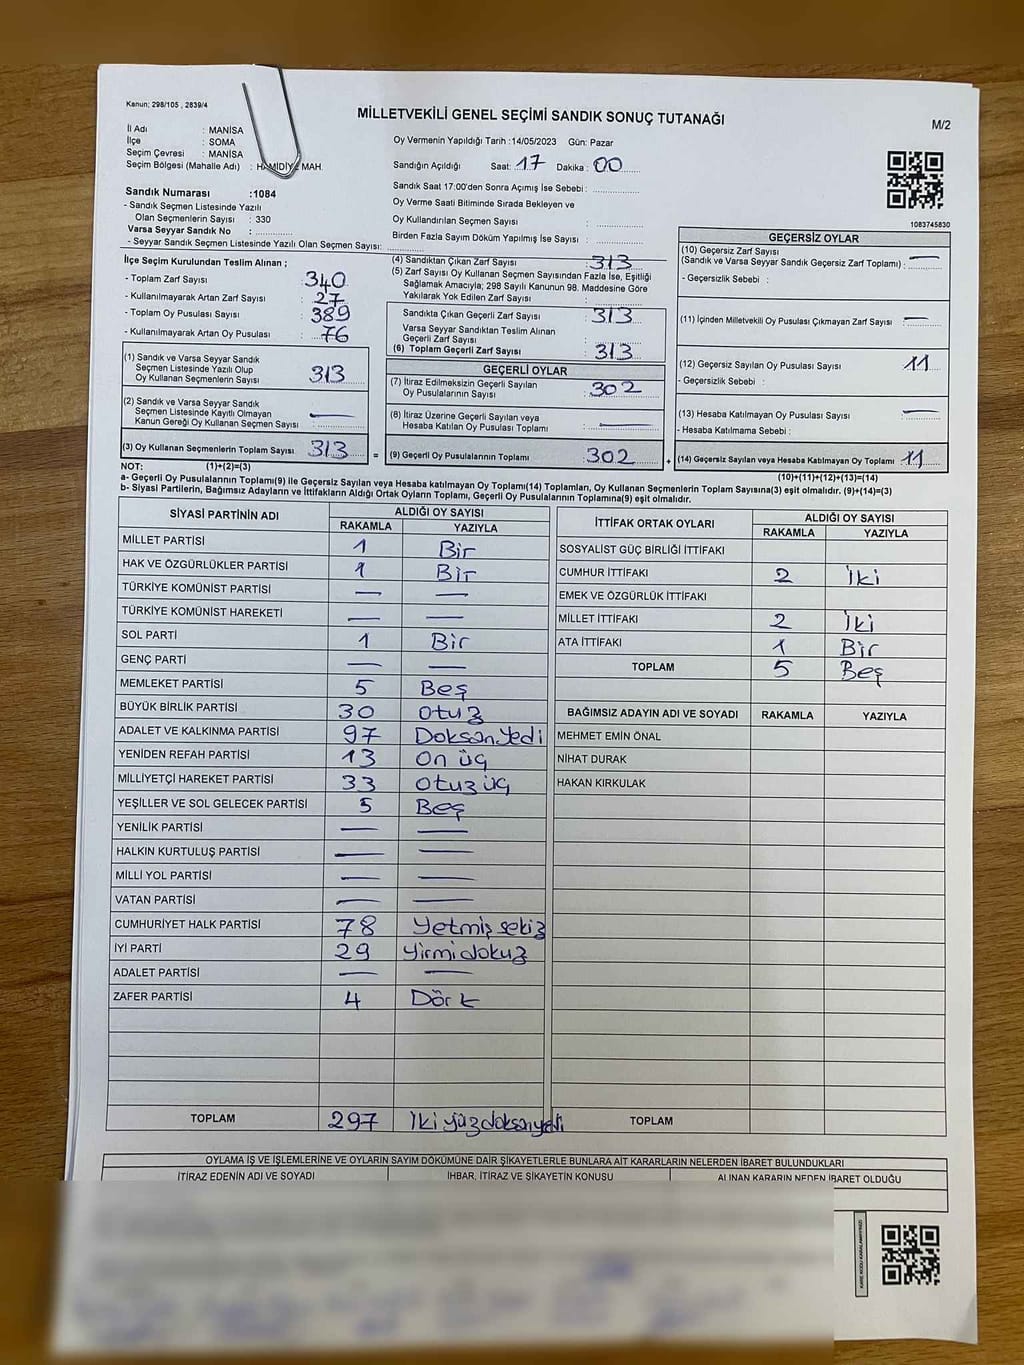 Kanun; 298/105 , 2839/4
MİLLETVEKİLİ GENEL SEÇİMİ SANDIK SONUÇ TUTANAĞI
M/2
İl Adı : MANİSA
İlçe : SOMA
Seçim Çevresi : MANİSA
Seçim Bölgesi (Mahalle Adı) : HAMİDİYE MAH.
Oy Vermenin Yapıldığı Tarih :14/05/2023 Gün: Pazar
Sandığın Açıldığı Saat: 17 Dakika : 00
Sandık Saat 17:00'den Sonra Açımış İse Sebebi :
Oy Verme Saati Bitiminde Sırada Bekleyen ve
Oy Kullandırılan Seçmen Sayısı :
Birden Fazla Sayım Döküm Yapılmış İse Sayısı :
1083745830
Sandık Numarası :1084
- Sandık Seçmen Listesinde Yazılı
Olan Seçmenlerin Sayısı : 330
Varsa Seyyar Sandık No :
- Seyyar Sandık Seçmen Listesinde Yazılı Olan Seçmen Sayısı:
İlçe Seçim Kurulundan Teslim Alınan ;
- Toplam Zarf Sayısı : 340
- Kullanılmayarak Artan Zarf Sayısı : 27
- Toplam Oy Pusulası Sayısı : 389
- Kullanılmayarak Artan Oy Pusulası : 76
(1) Sandık ve Varsa Seyyar Sandık
Seçmen Listesinde Yazılı Olup
Oy Kullanan Seçmenlerin Sayısı : 313
(2) Sandık ve Varsa Seyyar Sandık
Seçmen Listesinde Kayıtlı Olmayan
Kanun Gereği Oy Kullanan Seçmen Sayısı : —
(3) Oy Kullanan Seçmenlerin Toplam Sayısı : 313
(4) Sandıktan Çıkan Zarf Sayısı : 313
(5) Zarf Sayısı Oy Kullanan Seçmen Sayısından Fazla İse, Eşitliği
Sağlamak Amacıyla; 298 Sayılı Kanunun 98. Maddesine Göre
Yakılarak Yok Edilen Zarf Sayısı :
Sandıkta Çıkan Geçerli Zarf Sayısı : 313
Varsa Seyyar Sandıktan Teslim Alınan
Geçerli Zarf Sayısı :
(6) Toplam Geçerli Zarf Sayısı : 313
GEÇERLİ OYLAR
(7) İtiraz Edilmeksizin Geçerli Sayılan
Oy Pusulalarının Sayısı : 302
(8) İtiraz Üzerine Geçerli Sayılan veya
Hesaba Katılan Oy Pusulası Toplamı : —
= (9) Geçerli Oy Pusulalarının Toplamı : 302
GEÇERSİZ OYLAR
(10) Geçersiz Zarf Sayısı
(Sandık ve Varsa Seyyar Sandık Geçersiz Zarf Toplamı) : —
- Geçersizlik Sebebi :
(11) İçinden Milletvekili Oy Pusulası Çıkmayan Zarf Sayısı : —
(12) Geçersiz Sayılan Oy Pusulası Sayısı : 11
- Geçersizlik Sebebi :
(13) Hesaba Katılmayan Oy Pusulası Sayısı : —
- Hesaba Katılmama Sebebi :
+ (14) Geçersiz Sayılan veya Hesaba Katılmayan Oy Toplamı : 11
NOT: (1)+(2)=(3)
(10)+(11)+(12)+(13)=(14)
a- Geçerli Oy Pusulalarının Toplamı(9) ile Geçersiz Sayılan veya Hesaba Katılmayan Oy Toplamı(14) Toplamları, Oy Kullanan Seçmenlerin Toplam Sayısına(3) eşit olmalıdır. (9)+(14)=(3)
b- Siyasi Partilerin, Bağımsız Adayların ve İttifakların Aldığı Ortak Oyların Toplamı, Geçerli Oy Pusulalarının Toplamına(9) eşit olmalıdır.
SİYASİ PARTİNİN ADI ALDIĞI OY SAYISI
RAKAMLA YAZIYLA
MİLLET PARTİSİ 1 Bir
HAK VE ÖZGÜRLÜKLER PARTİSİ 1 Bir
TÜRKİYE KOMÜNİST PARTİSİ — —
TÜRKİYE KOMÜNİST HAREKETİ — —
SOL PARTİ 1 Bir
GENÇ PARTİ — —
MEMLEKET PARTİSİ 5 Beş
BÜYÜK BİRLİK PARTİSİ 30 otuz
ADALET VE KALKINMA PARTİSİ 97 Doksan yedi
YENİDEN REFAH PARTİSİ 13 on üç
MİLLİYETÇİ HAREKET PARTİSİ 33 otuz üç
YEŞİLLER VE SOL GELECEK PARTİSİ 5 Beş
YENİLİK PARTİSİ — —
HALKIN KURTULUŞ PARTİSİ — —
MİLLİ YOL PARTİSİ — —
VATAN PARTİSİ — —
CUMHURİYET HALK PARTİSİ 78 Yetmiş sekiz
İYİ PARTİ 29 Yirmi dokuz
ADALET PARTİSİ — —
ZAFER PARTİSİ 4 Dört
TOPLAM 297 İki yüz doksan yedi
İTTİFAK ORTAK OYLARI ALDIĞI OY SAYISI
RAKAMLA YAZIYLA
SOSYALİST GÜÇ BİRLİĞİ İTTİFAKI
CUMHUR İTTİFAKI 2 İki
EMEK VE ÖZGÜRLÜK İTTİFAKI
MİLLET İTTİFAKI 2 İki
ATA İTTİFAKI 1 Bir
TOPLAM 5 Beş
BAĞIMSIZ ADAYIN ADI VE SOYADI RAKAMLA YAZIYLA
MEHMET EMİN ÖNAL
NİHAT DURAK
HAKAN KIRKULAK
TOPLAM
OYLAMA İŞ VE İŞLEMLERİNE VE OYLARIN SAYIM DÖKÜMÜNE DAİR ŞİKAYETLERLE BUNLARA AİT KARARLARIN NELERDEN İBARET BULUNDUKLARI
İTİRAZ EDENİN ADI VE SOYADI İHBAR, İTİRAZ VE ŞİKAYETİN KONUSU ALINAN KARARIN NEDEN İBARET OLDUĞU
KARE KODU KARALAMAYINIZ!